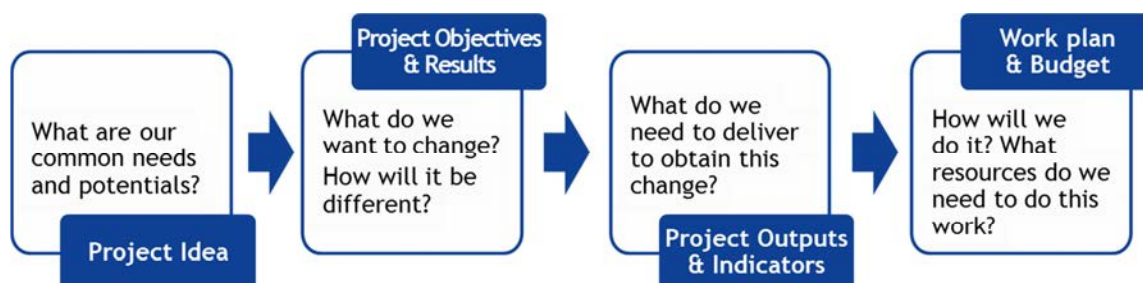 What are our
common needs
and potentials?
Project Idea
Project Objectives
& Results
What do we
want to change?
How will it be
different?
What do we
need to deliver
to obtain this
change?
Project Outputs
& Indicators
Work plan
& Budget
How will we
do it? What
resources do we
need to do this
work?